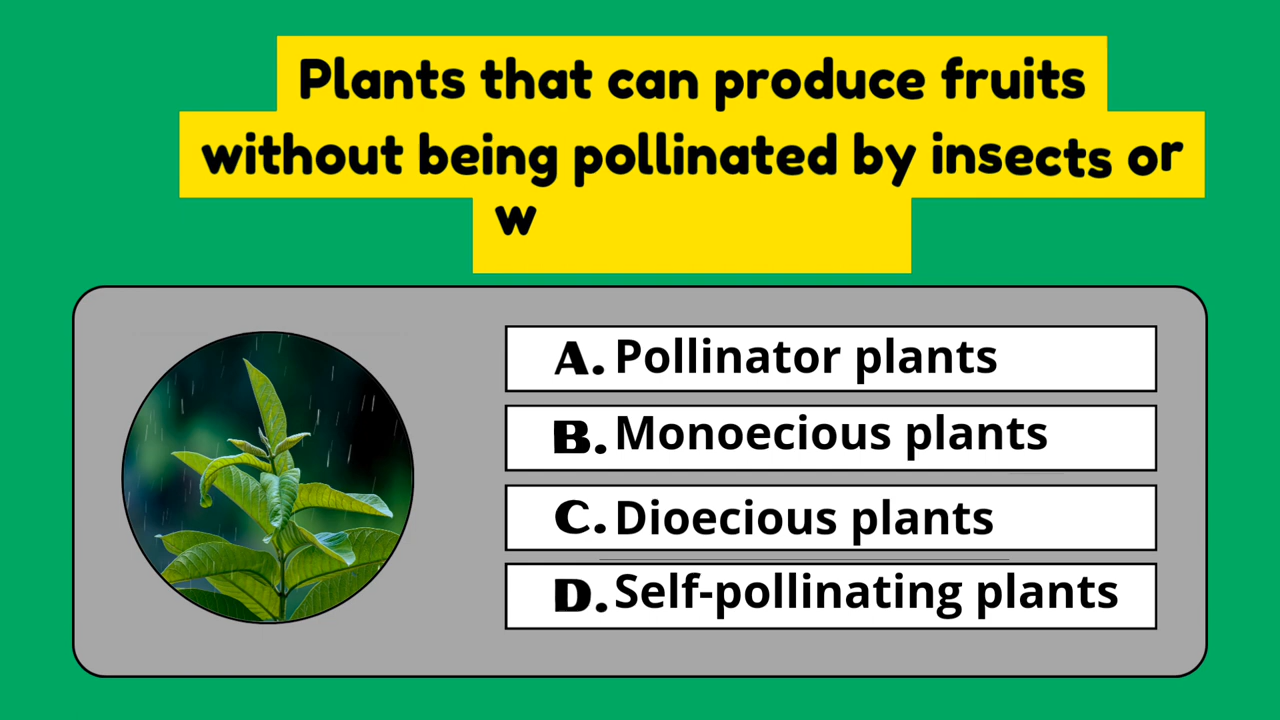 Plants that can produce fruits
without being pollinated by insects or
w
A. Pollinator plants
B. Monoecious plants
C. Dioecious plants
D. Self-pollinating plants